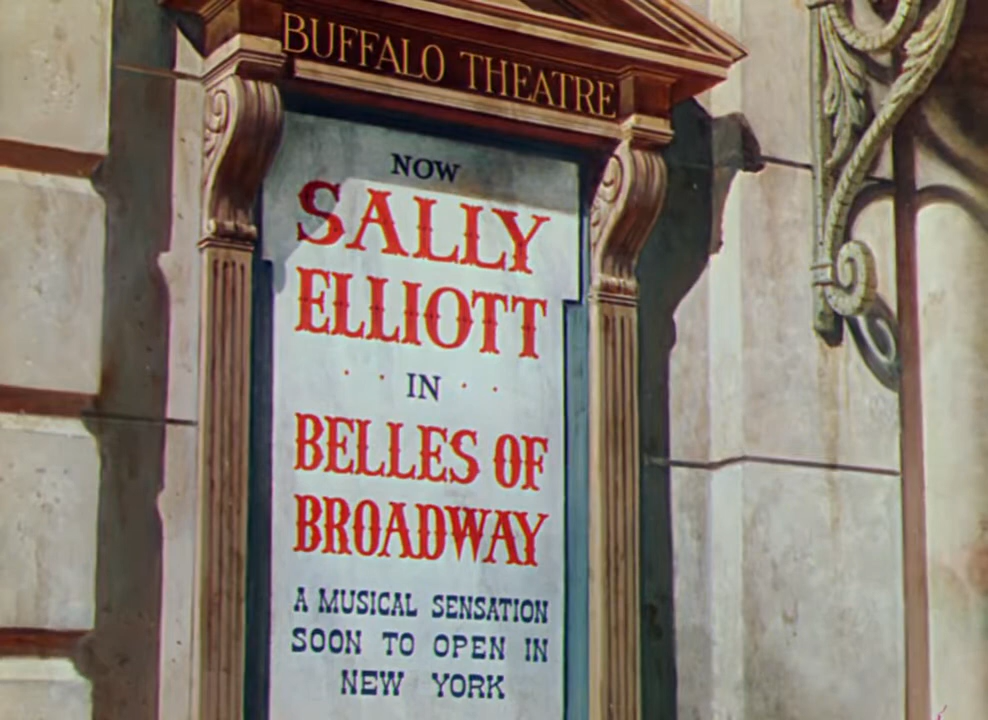 BUFFALO THEATRE
NOW
SALLY
ELLIOTT
IN
BELLES OF
BROADWAY
A MUSICAL SENSATION
SOON TO OPEN IN
NEW YORK